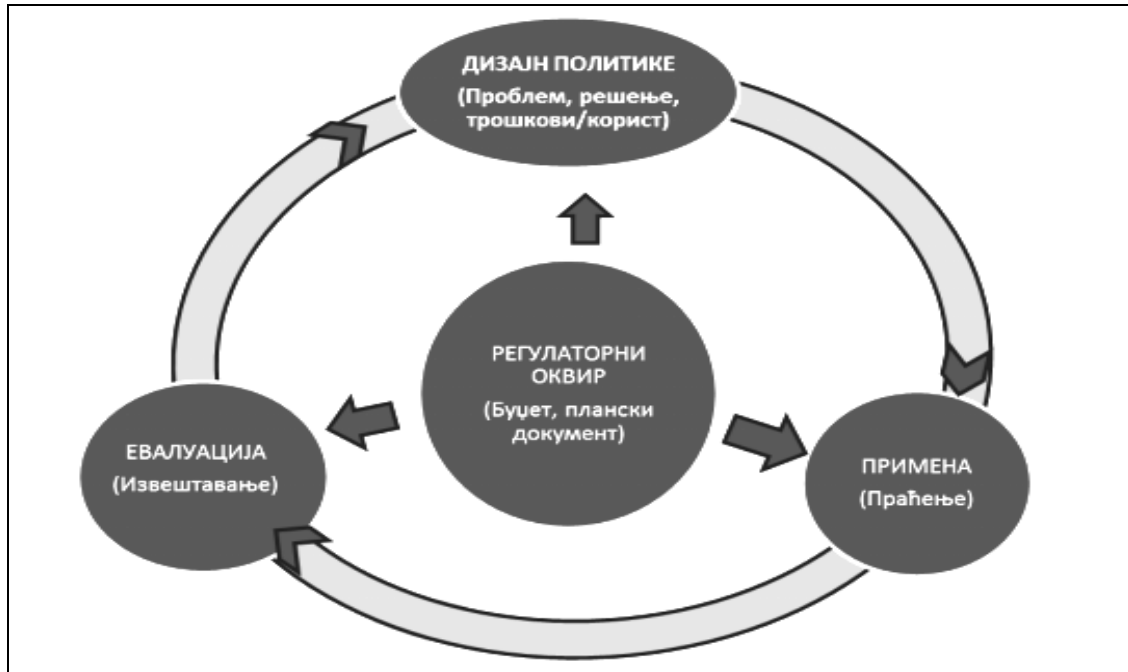 ДИЗАЈН ПОЛИТИКЕ
(Проблем, решење,
трошкови/корист)
РЕГУЛАТОРНИ
ОКВИР
(Буџет, плански
документ)
ЕВАЛУАЦИЈА
(Извештавање)
ПРИМЕНА
(Праћење)